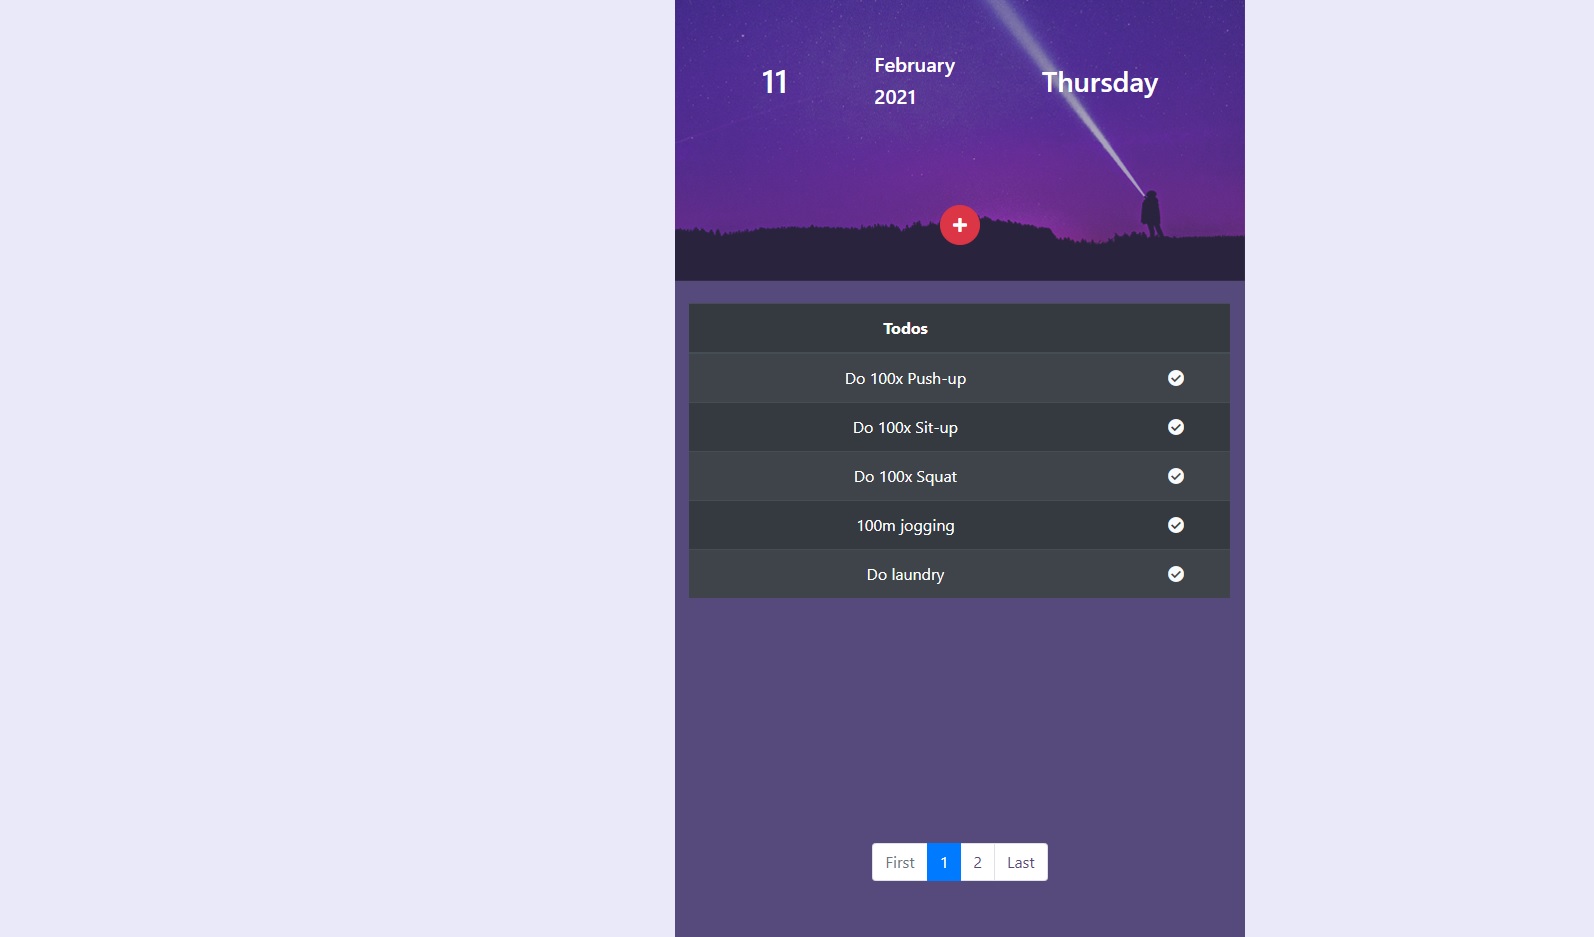 11
February
2021
Thursday
Todos
Do 100x Push-up
Do 100x Sit-up
Do 100x Squat
100m jogging
Do laundry
First 1 2 Last